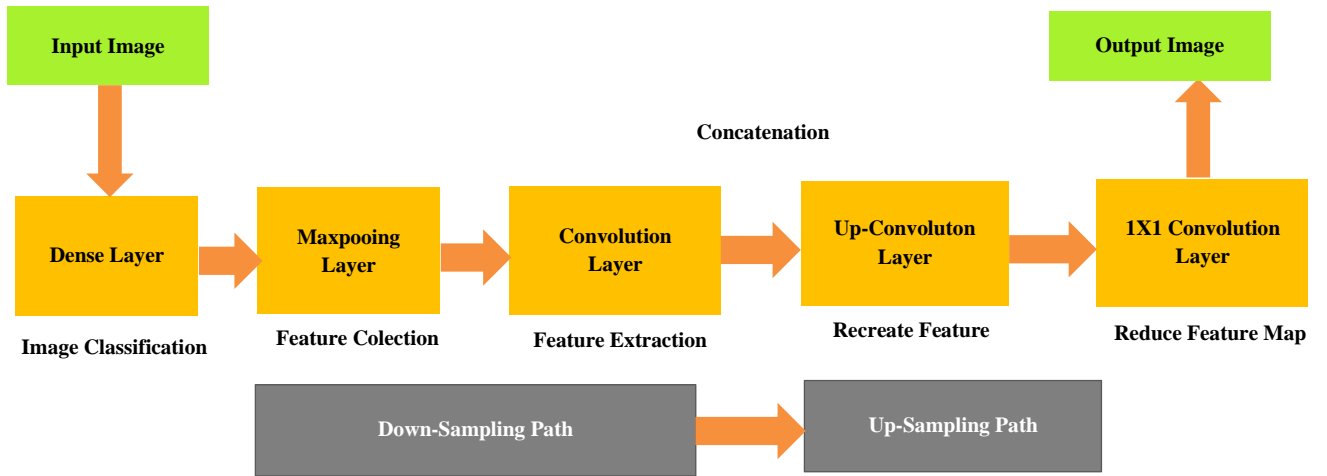 Input Image
Output Image
Concatenation
Dense Layer
Maxpooing
Layer
Convolution
Layer
Up-Convoluton
Layer
1X1 Convolution
Layer
Image Classification
Feature Colection
Feature Extraction
Recreate Feature
Reduce Feature Map
Down-Sampling Path
Up-Sampling Path